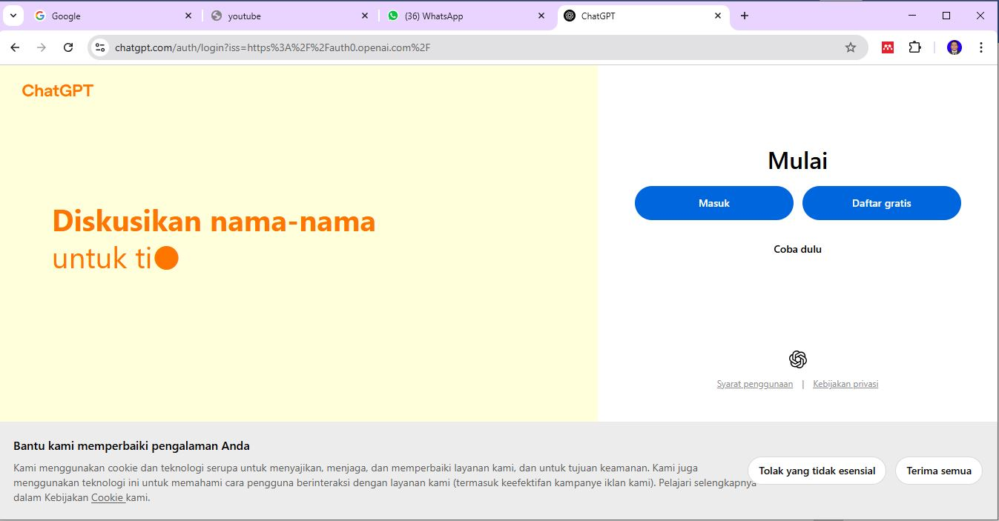 Google
youtube
(36) WhatsApp
ChatGPT
chatgpt.com/auth/login?iss=https%3A%2F%2Fauth0.openai.com%2F
ChatGPT
Diskusikan nama-nama
untuk ti
Mulai
Masuk
Daftar gratis
Coba dulu
Syarat penggunaan | Kebijakan privasi
Bantu kami memperbaiki pengalaman Anda
Kami menggunakan cookie dan teknologi serupa untuk menyajikan, menjaga, dan memperbaiki layanan kami, dan untuk tujuan keamanan. Kami juga
menggunakan teknologi ini untuk memahami cara pengguna berinteraksi dengan layanan kami (termasuk keefektifan kampanye iklan kami). Pelajari selengkapnya
dalam Kebijakan Cookie kami.
Tolak yang tidak esensial
Terima semua